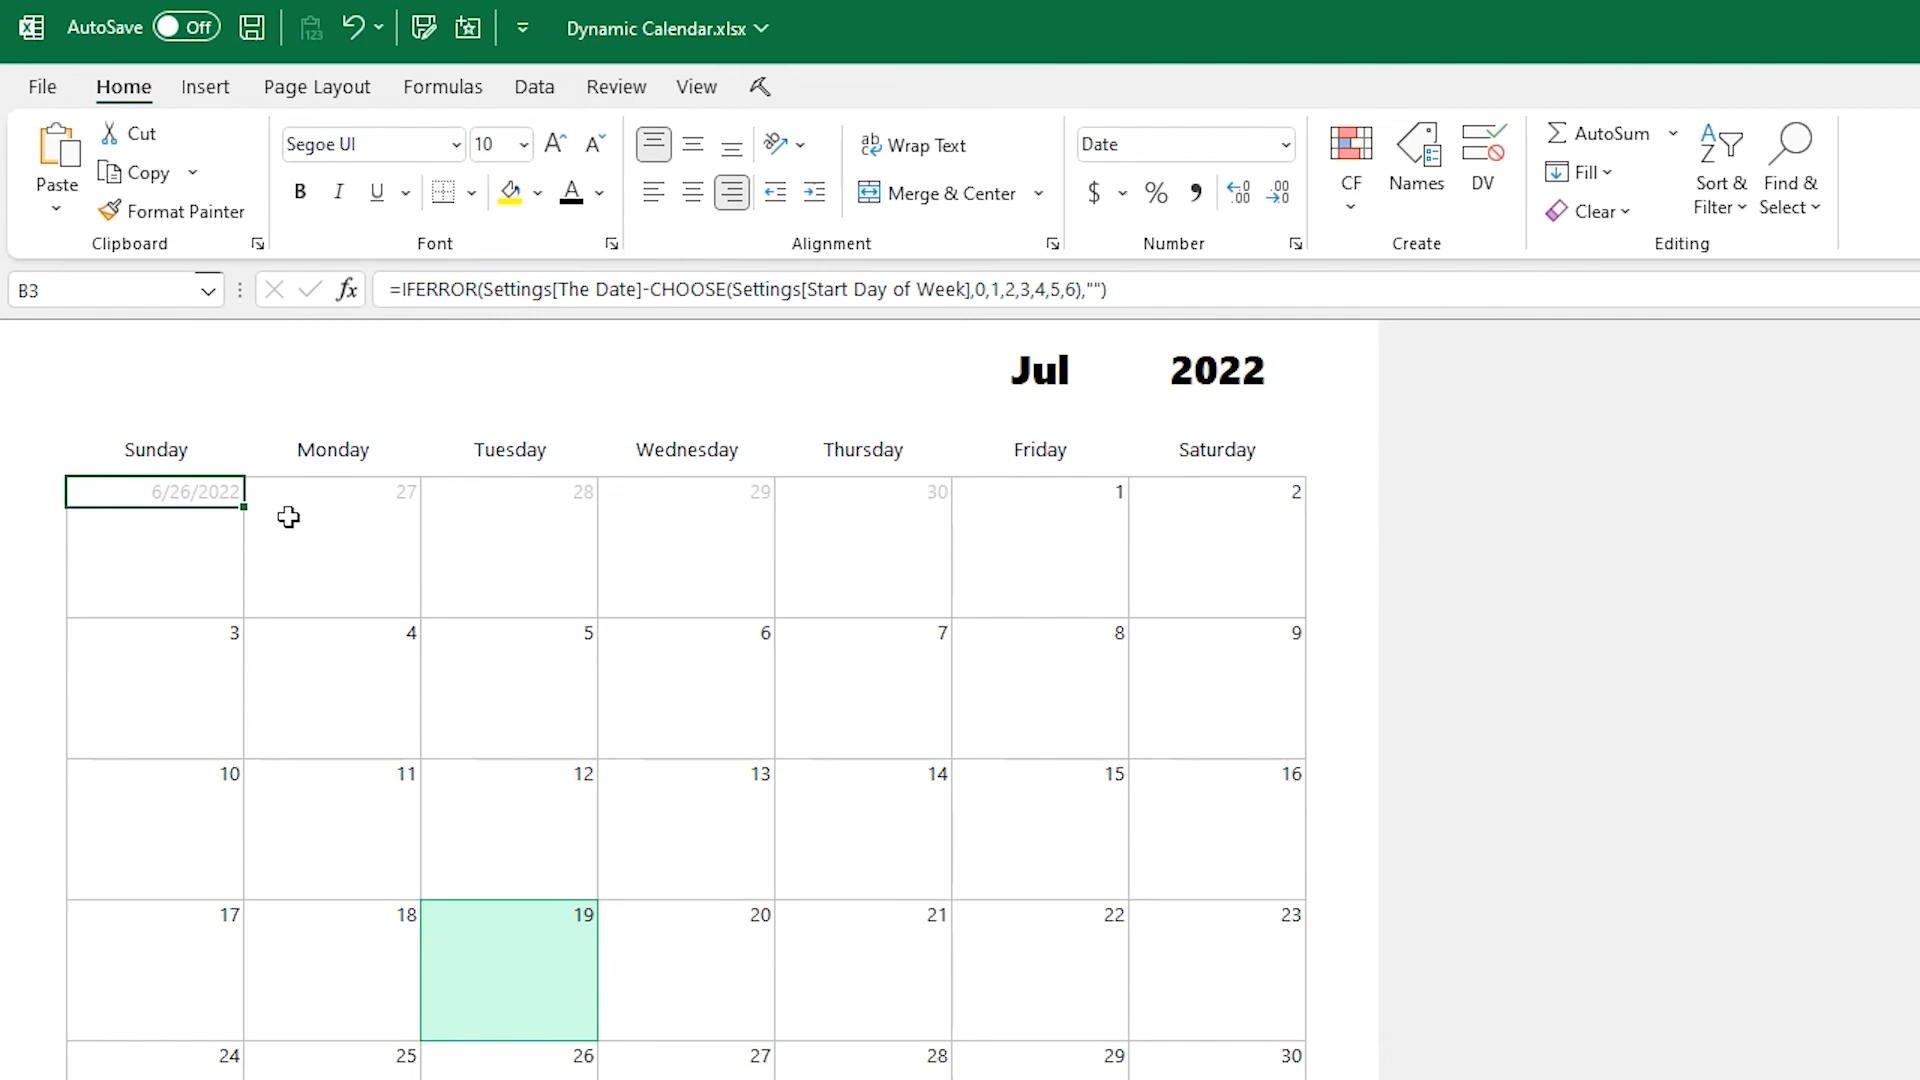 AutoSave Off 123 Dynamic Calendar.xlsx
File Home Insert Page Layout Formulas Data Review View
Paste Cut Copy Format Painter
Clipboard
Segoe UI 10
B I U A
Font
ab Wrap Text
Merge & Center
Alignment
Date
$ % 9 .00 .00
Number
CF Names DV
Create
AutoSum Fill Clear
Sort & Filter Find & Select
Editing
B3 fx =IFERROR(Settings[The Date]-CHOOSE(Settings[Start Day of Week],0,1,2,3,4,5,6),"")
Jul 2022
Sunday Monday Tuesday Wednesday Thursday Friday Saturday
6/26/2022 27 28 29 30 1 2
3 4 5 6 7 8 9
10 11 12 13 14 15 16
17 18 19 20 21 22 23
24 25 26 27 28 29 30